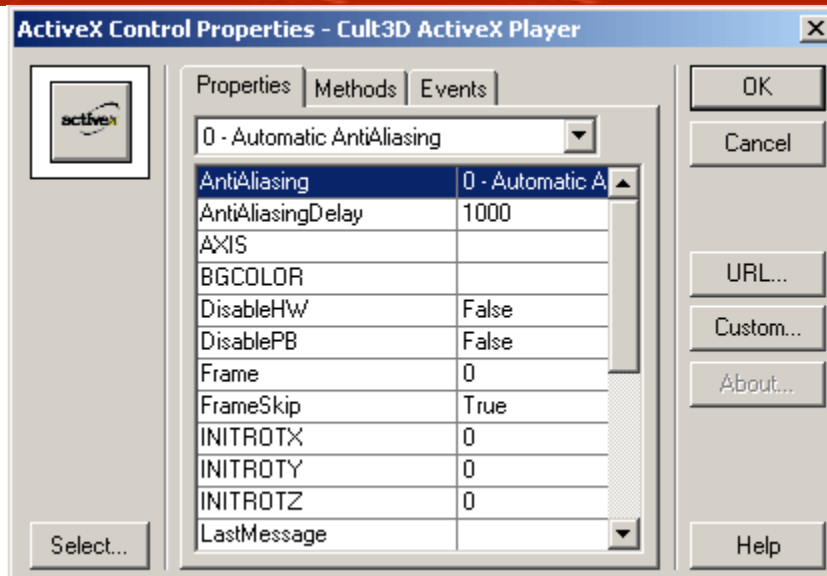 ActiveX Control Properties - Cult3D ActiveX Player
activex
Properties
Methods
Events
0 - Automatic AntiAliasing
AntiAliasing 0 - Automatic A
AntiAliasingDelay 1000
AXIS
BGCOLOR
DisableHW False
DisablePB False
Frame 0
FrameSkip True
INITROTX 0
INITROTY 0
INITROTZ 0
LastMessage
Select...
OK
Cancel
URL...
Custom...
About...
Help